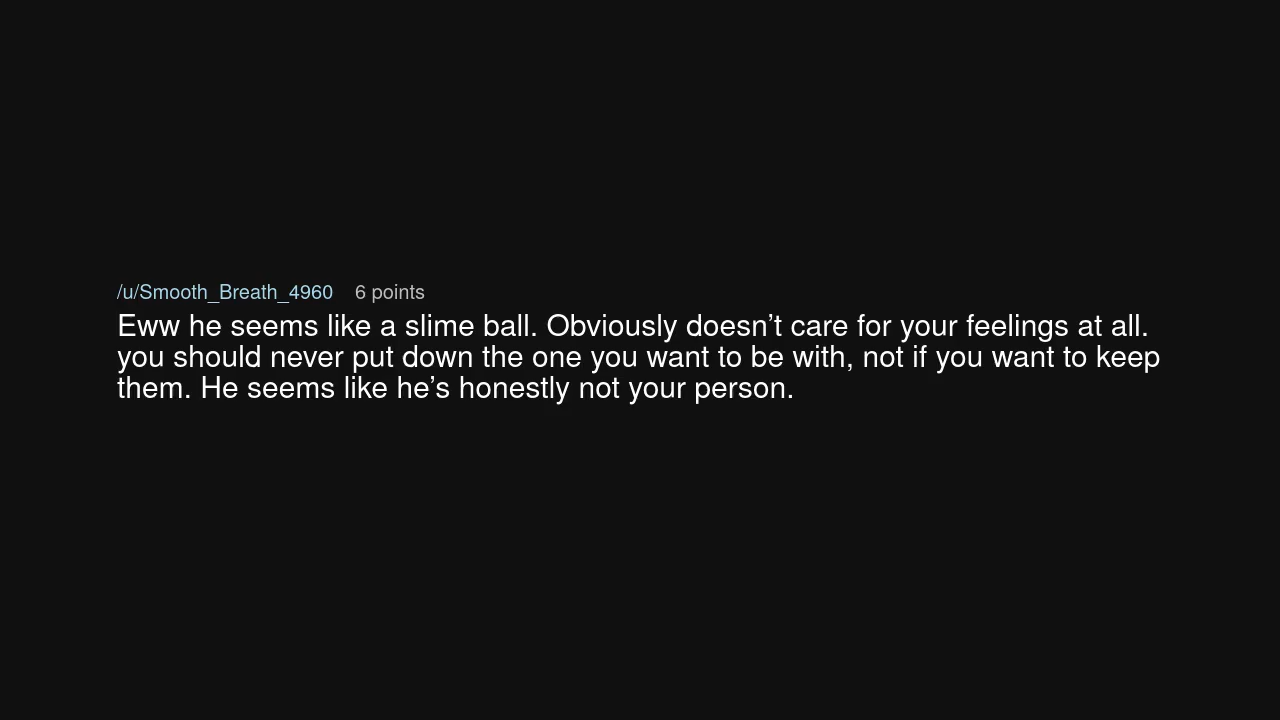 /u/Smooth_Breath_4960 6 points
Eww he seems like a slime ball. Obviously doesn’t care for your feelings at all.
you should never put down the one you want to be with, not if you want to keep
them. He seems like he’s honestly not your person.